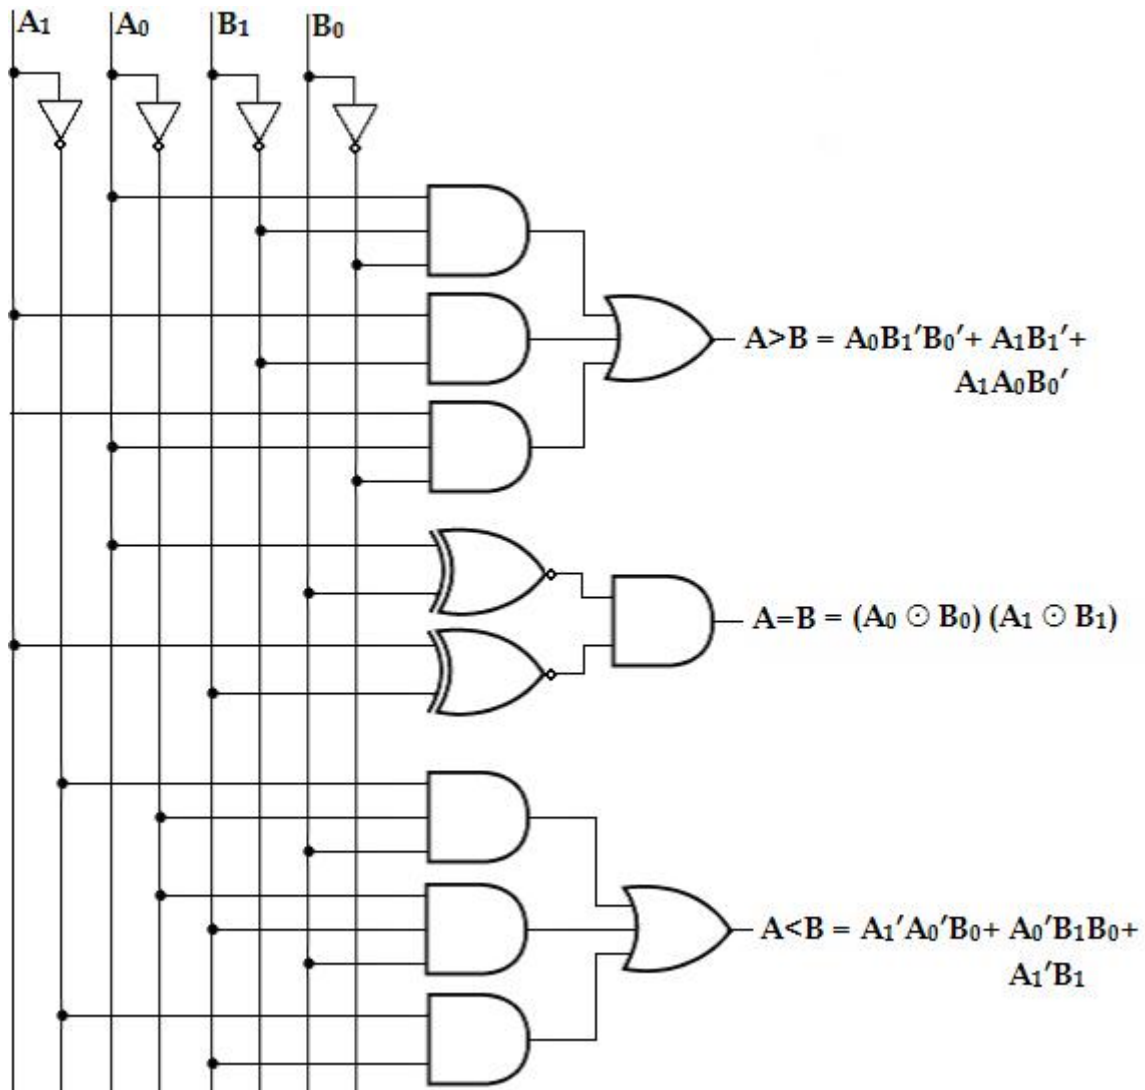 A₁ A₀ B₁ B₀
A>B = A₀B₁′B₀′+ A₁B₁′+
A₁A₀B₀′
A=B = (A₀ ⊙ B₀) (A₁ ⊙ B₁)
A<B = A₁′A₀′B₀+ A₀′B₁B₀+
A₁′B₁